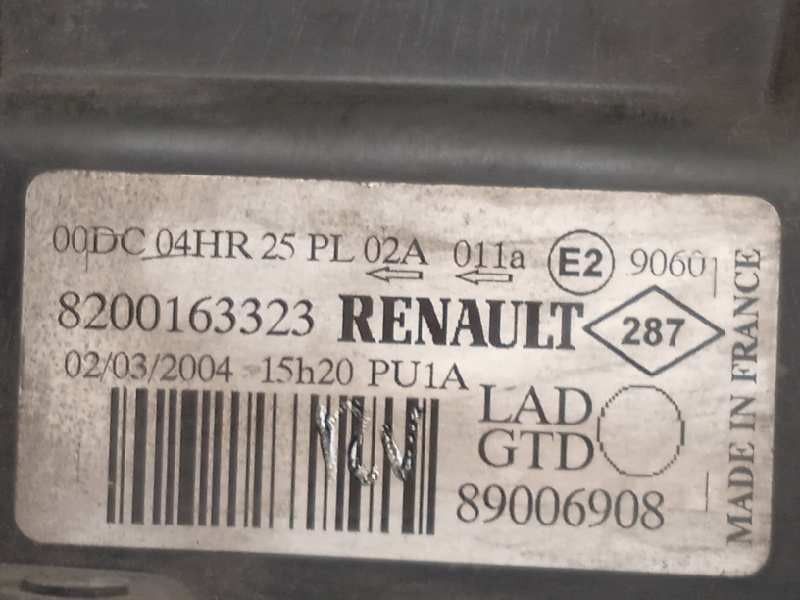 00DC 04HR 25 PL 02A 011a E2 90601
8200163323 RENAULT 287
02/03/2004 15h20 PU1A
LAD
GTD
89006908
MADE IN FRANCE